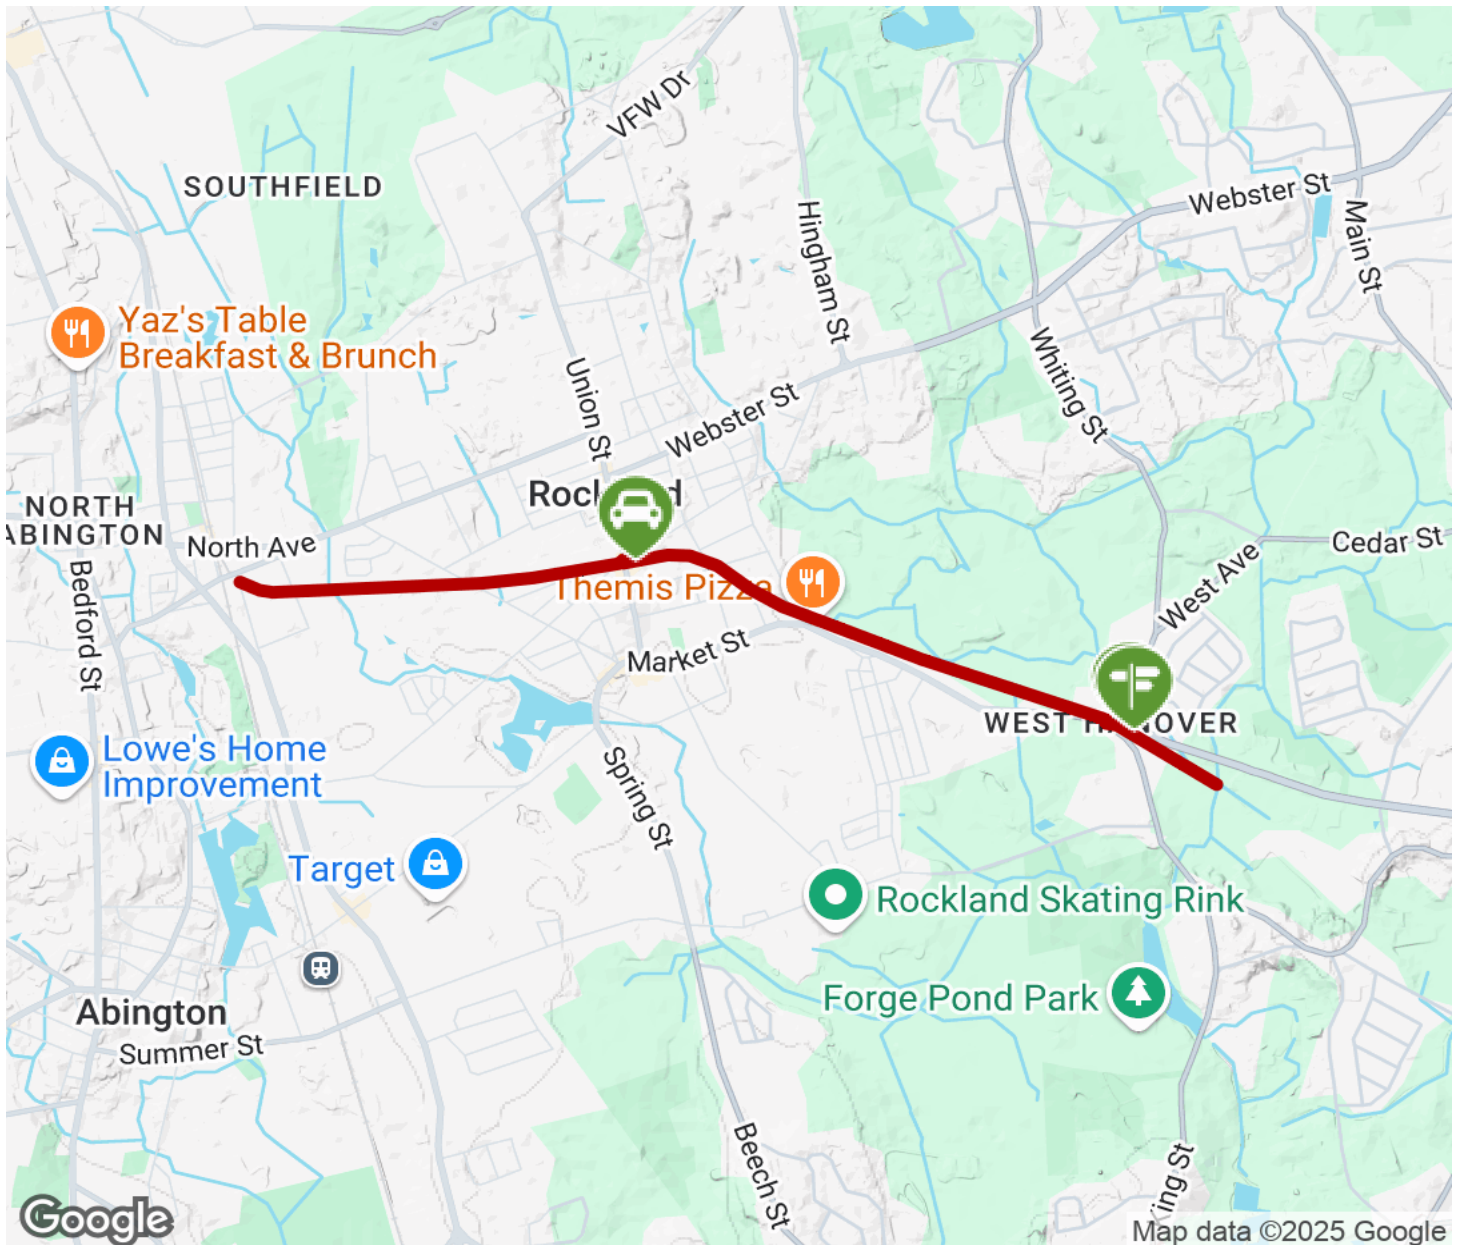 VFW Dr
SOUTHFIELD
Webster St
Hingham St
Main St
Yaz's Table
Breakfast & Brunch
Union St
Whiting St
Webster St
NORTH
ABINGTON
North Ave
Cedar St
West Ave
Themis Pizza
Bedford St
Market St
Lowe's Home
Improvement
Spring St
Target
Rockland Skating Rink
Forge Pond Park
Abington
Summer St
Beech St
Google
Map data ©2025 Google